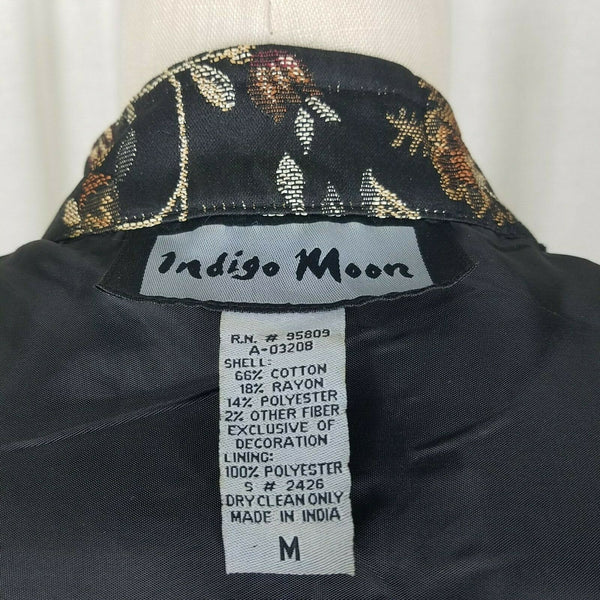 Indigo Moon
R.N. # 95809
A-03208
SHELL:
66% COTTON
18% RAYON
14% POLYESTER
2% OTHER FIBER
EXCLUSIVE OF
DECORATION
LINING:
100% POLYESTER
S # 2426
DRY CLEAN ONLY
MADE IN INDIA
M